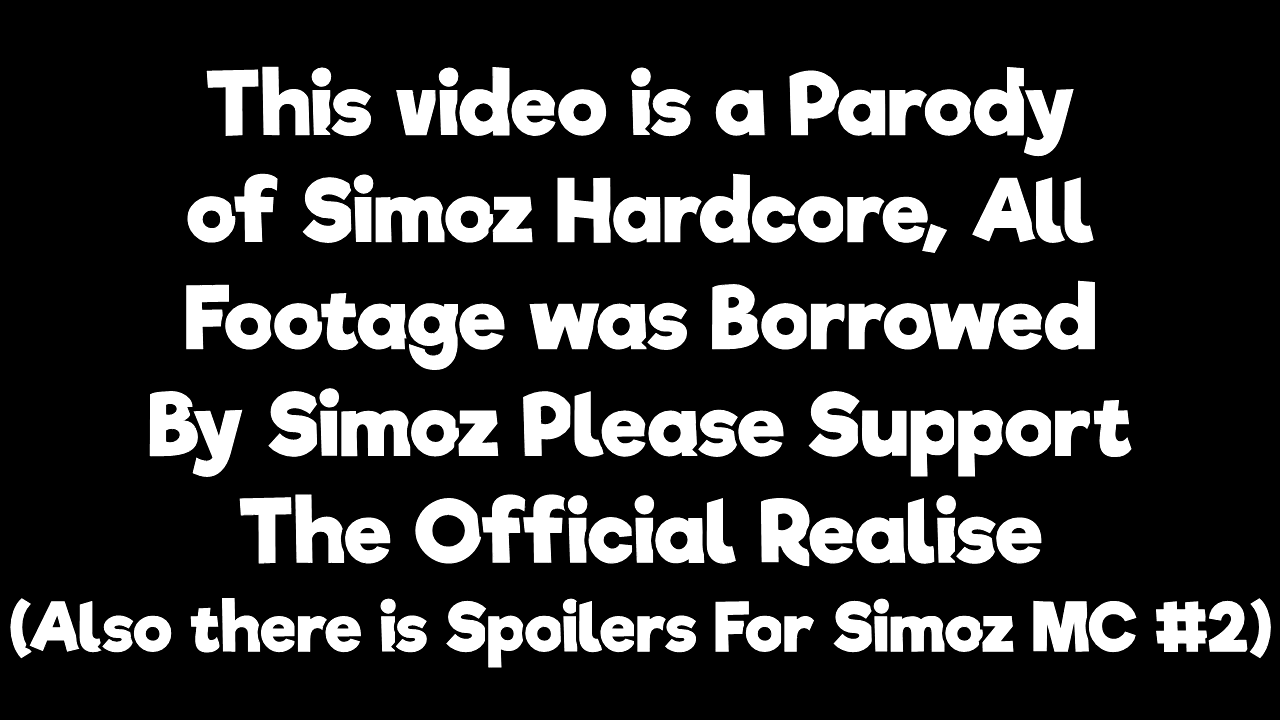 This video is a Parody
of Simoz Hardcore, All
Footage was Borrowed
By Simoz Please Support
The Official Realise
(Also there is Spoilers For Simoz MC #2)